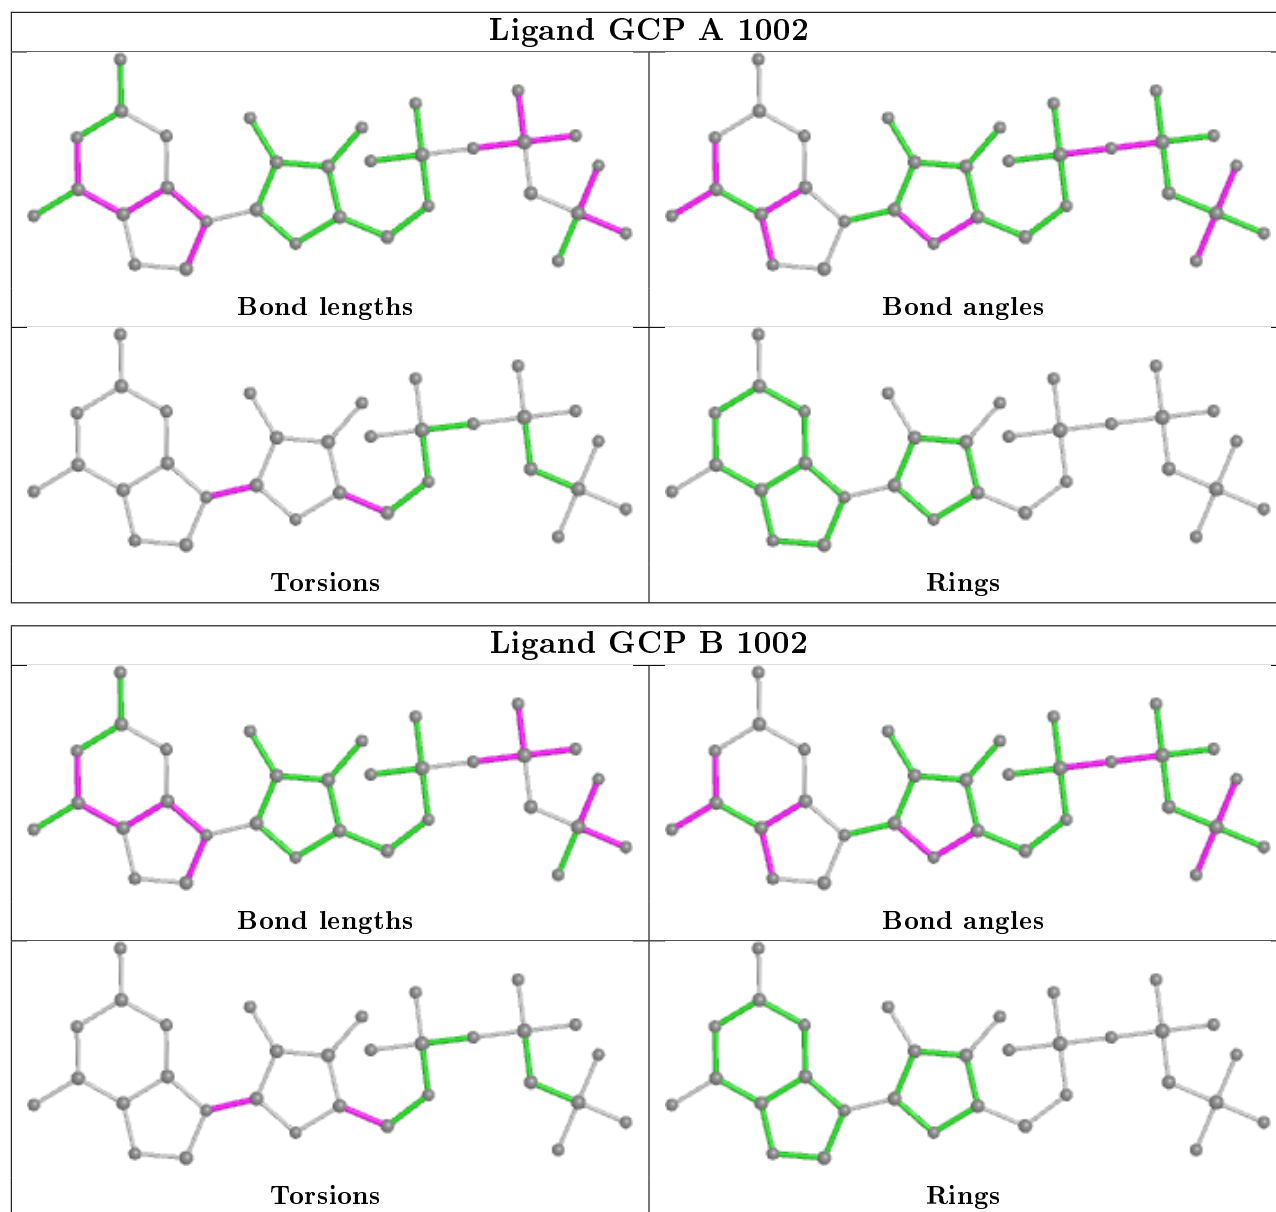 Ligand GCP A 1002
Bond lengths
Bond angles
Torsions
Rings
Ligand GCP B 1002
Bond lengths
Bond angles
Torsions
Rings